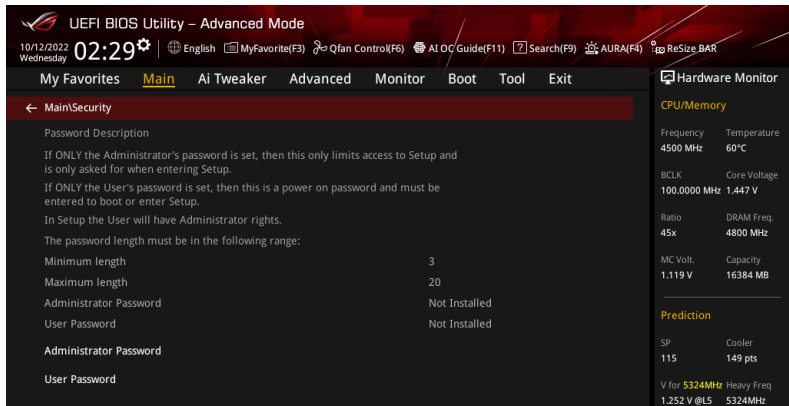 UEFI BIOS Utility – Advanced Mode
10/12/2022
Wednesday
02:29
English
MyFavorite(F3)
Qfan Control(F6)
AI OC Guide(F11)
Search(F9)
AURA(F4)
ReSize BAR
My Favorites
Main
Ai Tweaker
Advanced
Monitor
Boot
Tool
Exit
Hardware Monitor
Main\Security
Password Description
If ONLY the Administrator's password is set, then this only limits access to Setup and
is only asked for when entering Setup.
If ONLY the User's password is set, then this is a power on password and must be
entered to boot or enter Setup.
In Setup the User will have Administrator rights.
The password length must be in the following range:
Minimum length 3
Maximum length 20
Administrator Password Not Installed
User Password Not Installed
Administrator Password
User Password
CPU/Memory
Frequency Temperature
4500 MHz 60°C
BCLK Core Voltage
100.0000 MHz 1.447 V
Ratio DRAM Freq.
45x 4800 MHz
MC Volt. Capacity
1.119 V 16384 MB
Prediction
SP Cooler
115 149 pts
V for 5324MHz Heavy Freq
1.252 V @L5 5324MHz